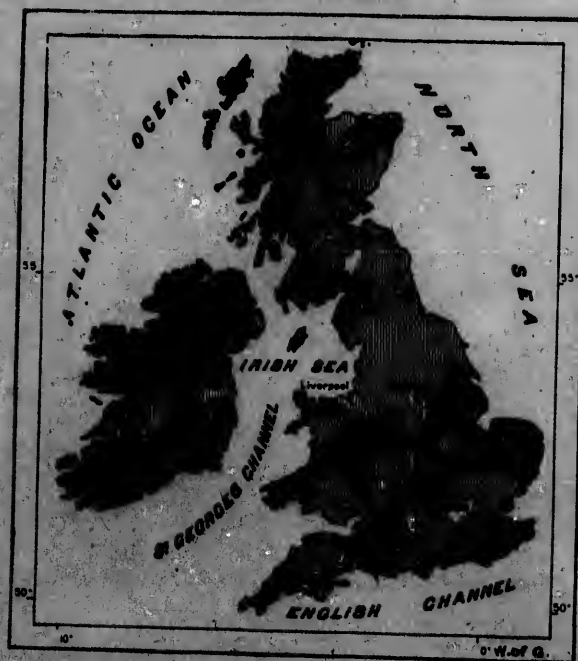 ATLANTIC OCEAN
NORTH SEA
55°
55°
IRISH SEA
Liverpool
St GEORGES CHANNEL
50°
50°
ENGLISH CHANNEL
10°
0° W. of G.